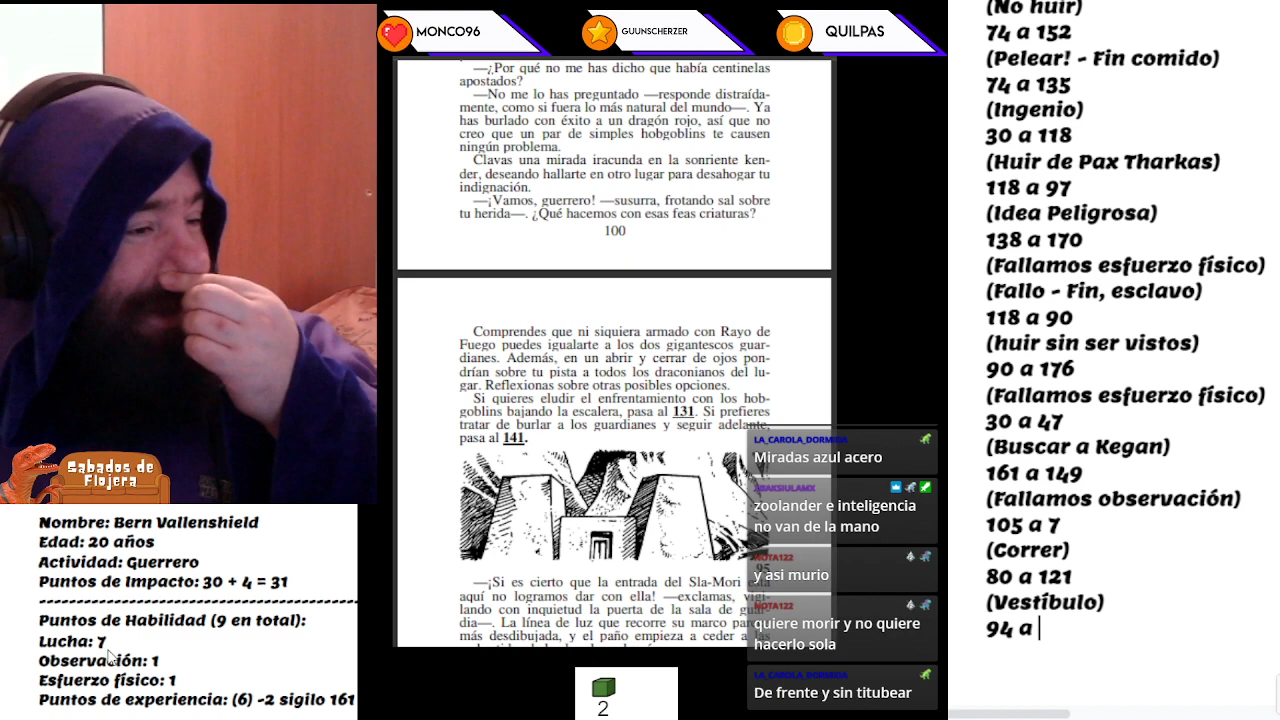 MONCO96
GUUNSCHERZER
QUILPAS
—¿Por qué no me has dicho que había centinelas
apostados?
—No me lo has preguntado —responde distraída-
mente, como si fuera lo más natural del mundo—. Ya
has burlado con éxito a un dragón rojo, así que no
creo que un par de simples hobgoblins te causen
ningún problema.
Clavas una mirada iracunda en la sonriente ken-
der, deseando hallarte en otro lugar para desahogar tu
indignación.
—¡Vamos, guerrero! —susurra, frotando sal sobre
tu herida—. ¿Qué hacemos con esas feas criaturas?
100
Comprendes que ni siquiera armado con Rayo de
Fuego puedes igualarte a los dos gigantescos guar-
dianes. Además, en un abrir y cerrar de ojos pon-
drían sobre tu pista a todos los draconianos del lu-
gar. Reflexionas sobre otras posibles opciones.
Si quieres eludir el enfrentamiento con los hob-
goblins bajando la escalera, pasa al 131. Si prefieres
tratar de burlar a los guardianes y seguir adelante,
pasa al 141.
95
—¡Si es cierto que la entrada del Sla-Mori está
aquí no logramos dar con ella! —exclamas, vigi-
lando con inquietud la puerta de la sala de guar-
dia—. La línea de luz que recorre su marco
más desdibujada, y el paño empieza a ceder a
LA_CAROLA_DORMIDA
Miradas azul acero
zoolander e inteligencia
no van de la mano
NOTA122
y asi murio
NOTA122
quiere morir y no quiere
hacerlo sola
LA_CAROLA_DORMIDA
De frente y sin titubear
2
Sabados de
Flojera
Nombre: Bern Vallenshield
Edad: 20 años
Actividad: Guerrero
Puntos de Impacto: 30 + 4 = 31
Puntos de Habilidad (9 en total):
Lucha: 7
Observación: 1
Esfuerzo físico: 1
Puntos de experiencia: (6) -2 sigilo 161
(No huir)
74 a 152
(Pelear! - Fin comido)
74 a 135
(Ingenio)
30 a 118
(Huir de Pax Tharkas)
118 a 97
(Idea Peligrosa)
138 a 170
(Fallamos esfuerzo físico)
(Fallo - Fin, esclavo)
118 a 90
(huir sin ser vistos)
90 a 176
(Fallamos esfuerzo físico)
30 a 47
(Buscar a Kegan)
161 a 149
(Fallamos observación)
105 a 7
(Correr)
80 a 121
(Vestíbulo)
94 a